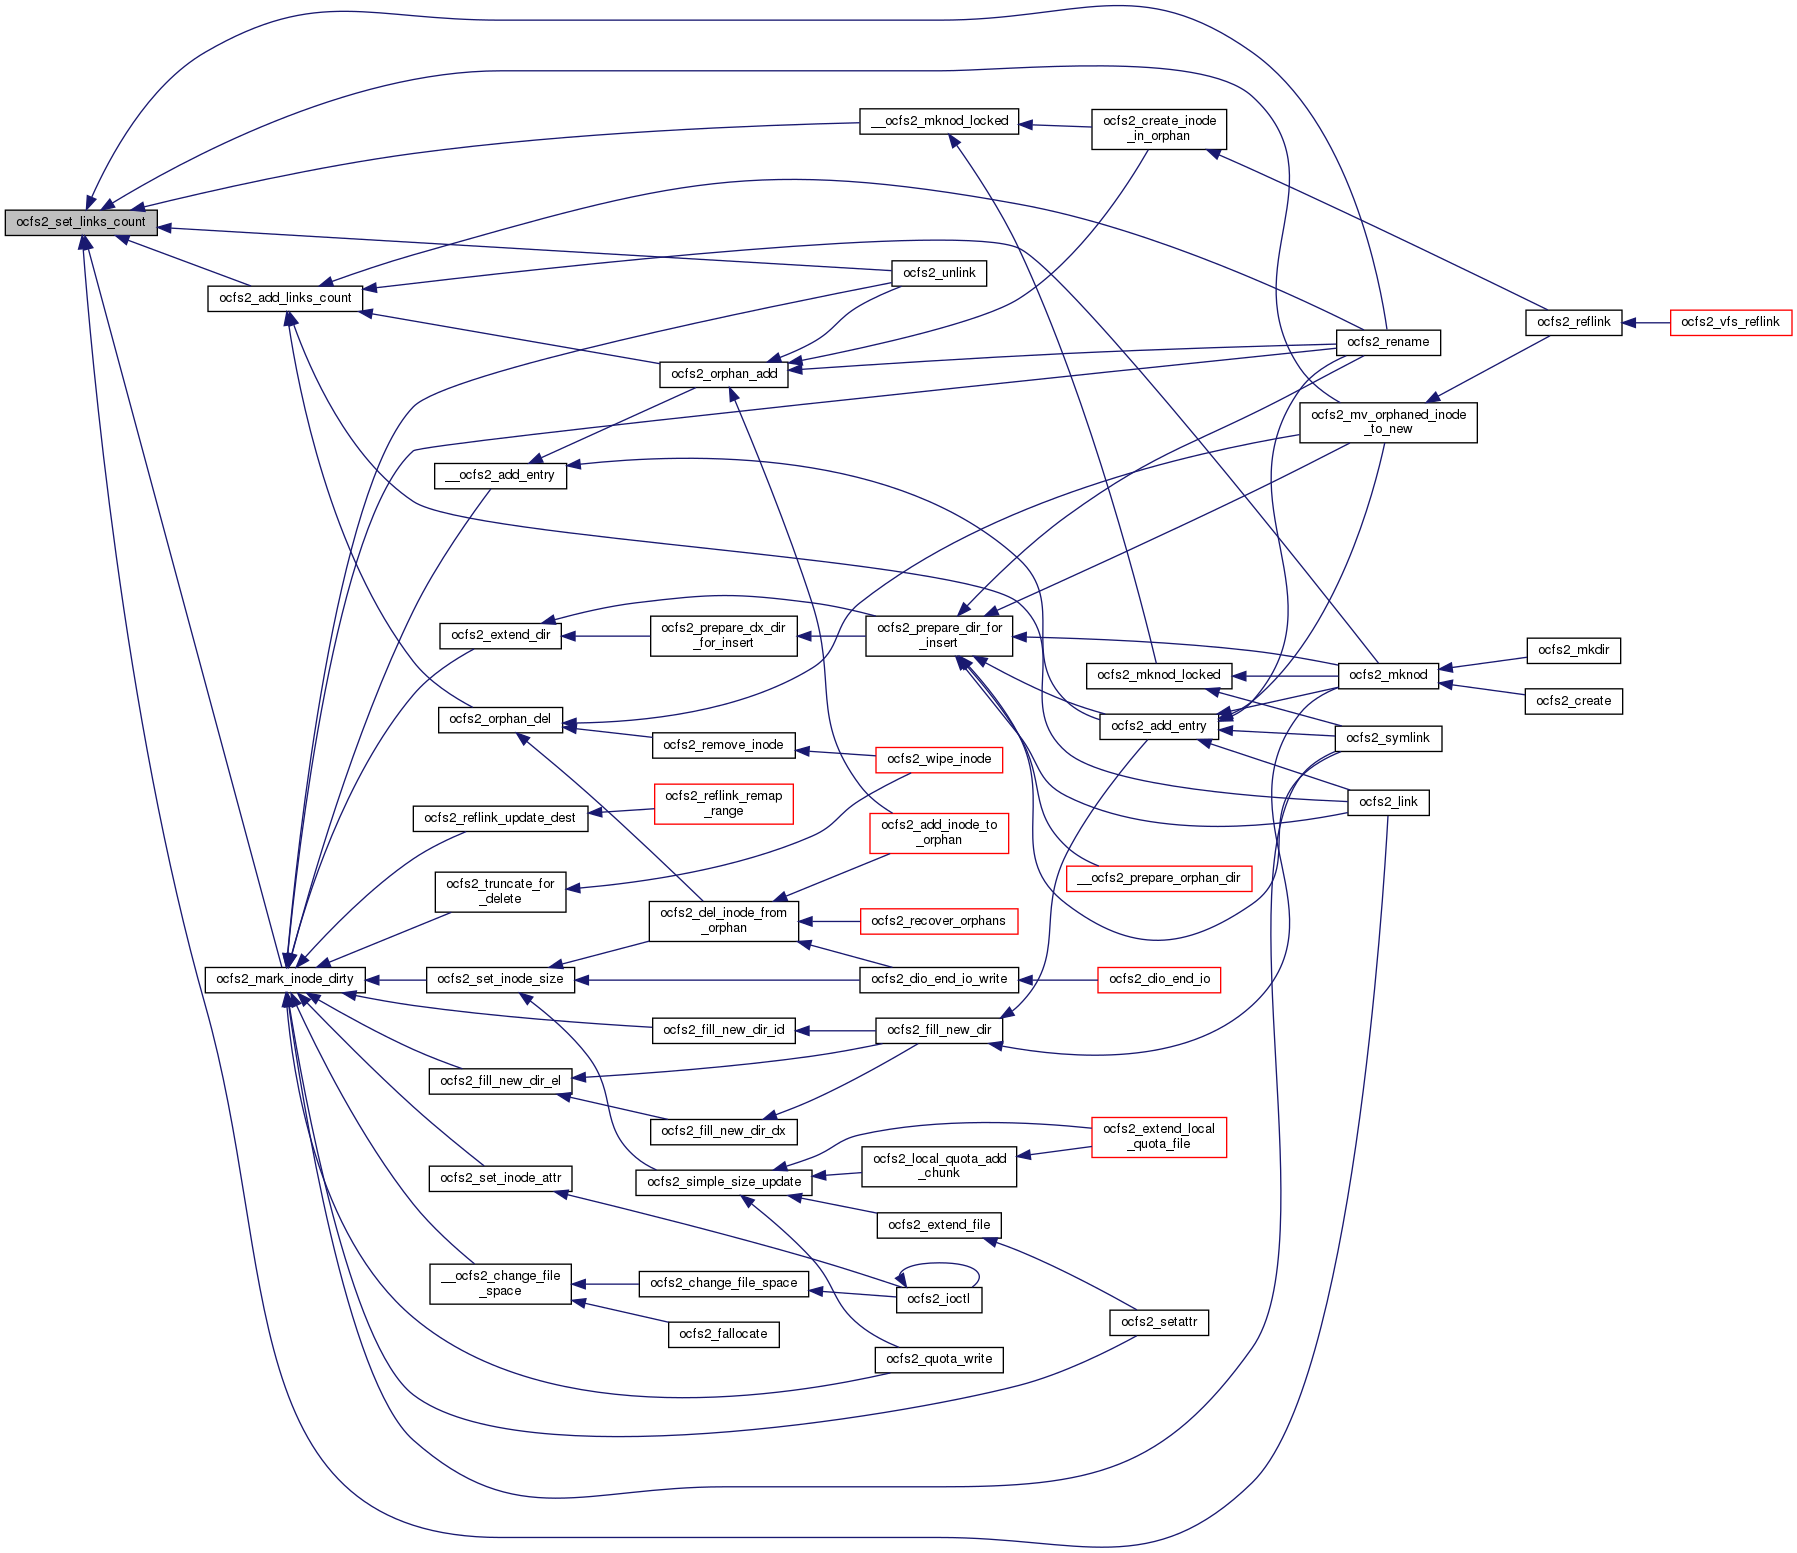 __ocfs2_mknod_locked
ocfs2_create_inode
_in_orphan
ocfs2_set_links_count
ocfs2_unlink
ocfs2_add_links_count
ocfs2_reflink
ocfs2_vfs_reflink
ocfs2_rename
ocfs2_orphan_add
ocfs2_mv_orphaned_inode
_to_new
__ocfs2_add_entry
ocfs2_extend_dir
ocfs2_prepare_dx_dir
_for_insert
ocfs2_prepare_dir_for
_insert
ocfs2_mkdir
ocfs2_mknod_locked
ocfs2_mknod
ocfs2_create
ocfs2_orphan_del
ocfs2_add_entry
ocfs2_symlink
ocfs2_remove_inode
ocfs2_wipe_inode
ocfs2_reflink_remap
_range
ocfs2_link
ocfs2_reflink_update_dest
ocfs2_add_inode_to
_orphan
__ocfs2_prepare_orphan_dir
ocfs2_truncate_for
_delete
ocfs2_del_inode_from
_orphan
ocfs2_recover_orphans
ocfs2_mark_inode_dirty
ocfs2_set_inode_size
ocfs2_dio_end_io_write
ocfs2_dio_end_io
ocfs2_fill_new_dir_id
ocfs2_fill_new_dir
ocfs2_fill_new_dir_el
ocfs2_fill_new_dir_dx
ocfs2_extend_local
_quota_file
ocfs2_local_quota_add
_chunk
ocfs2_set_inode_attr
ocfs2_simple_size_update
ocfs2_extend_file
__ocfs2_change_file
_space
ocfs2_change_file_space
ocfs2_ioctl
ocfs2_setattr
ocfs2_fallocate
ocfs2_quota_write